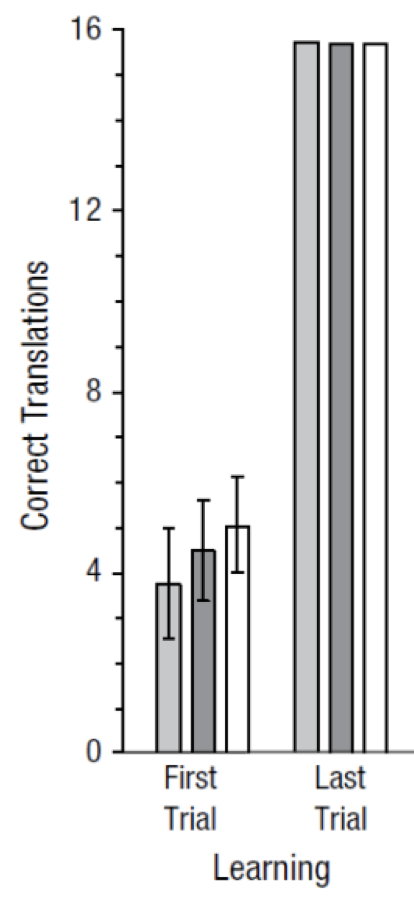 16
12
8
4
0
Correct Translations
First
Trial
Last
Trial
Learning